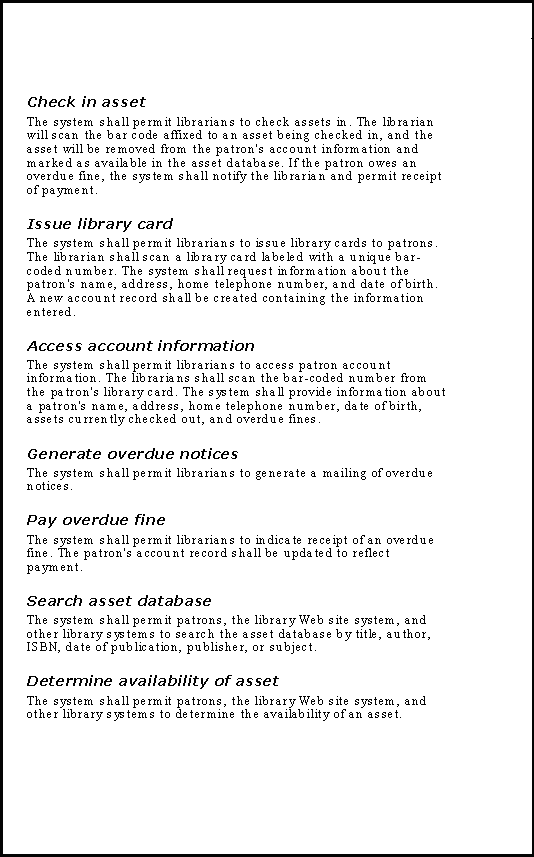 Check in asset
The system shall permit librarians to check assets in. The librarian
will scan the bar code affixed to an asset being checked in, and the
asset will be removed from the patron's account information and
marked as available in the asset database. If the patron owes an
overdue fine, the system shall notify the librarian and permit receipt
of payment.
Issue library card
The system shall permit librarians to issue library cards to patrons.
The librarian shall scan a library card labeled with a unique bar-
coded number. The system shall request information about the
patron's name, address, home telephone number, and date of birth.
A new account record shall be created containing the information
entered.
Access account information
The system shall permit librarians to access patron account
information. The librarians shall scan the bar-coded number from
the patron's library card. The system shall provide information about
a patron's name, address, home telephone number, date of birth,
assets currently checked out, and overdue fines.
Generate overdue notices
The system shall permit librarians to generate a mailing of overdue
notices.
Pay overdue fine
The system shall permit librarians to indicate receipt of an overdue
fine. The patron's account record shall be updated to reflect
payment.
Search asset database
The system shall permit patrons, the library Web site system, and
other library systems to search the asset database by title, author,
ISBN, date of publication, publisher, or subject.
Determine availability of asset
The system shall permit patrons, the library Web site system, and
other library systems to determine the availability of an asset.